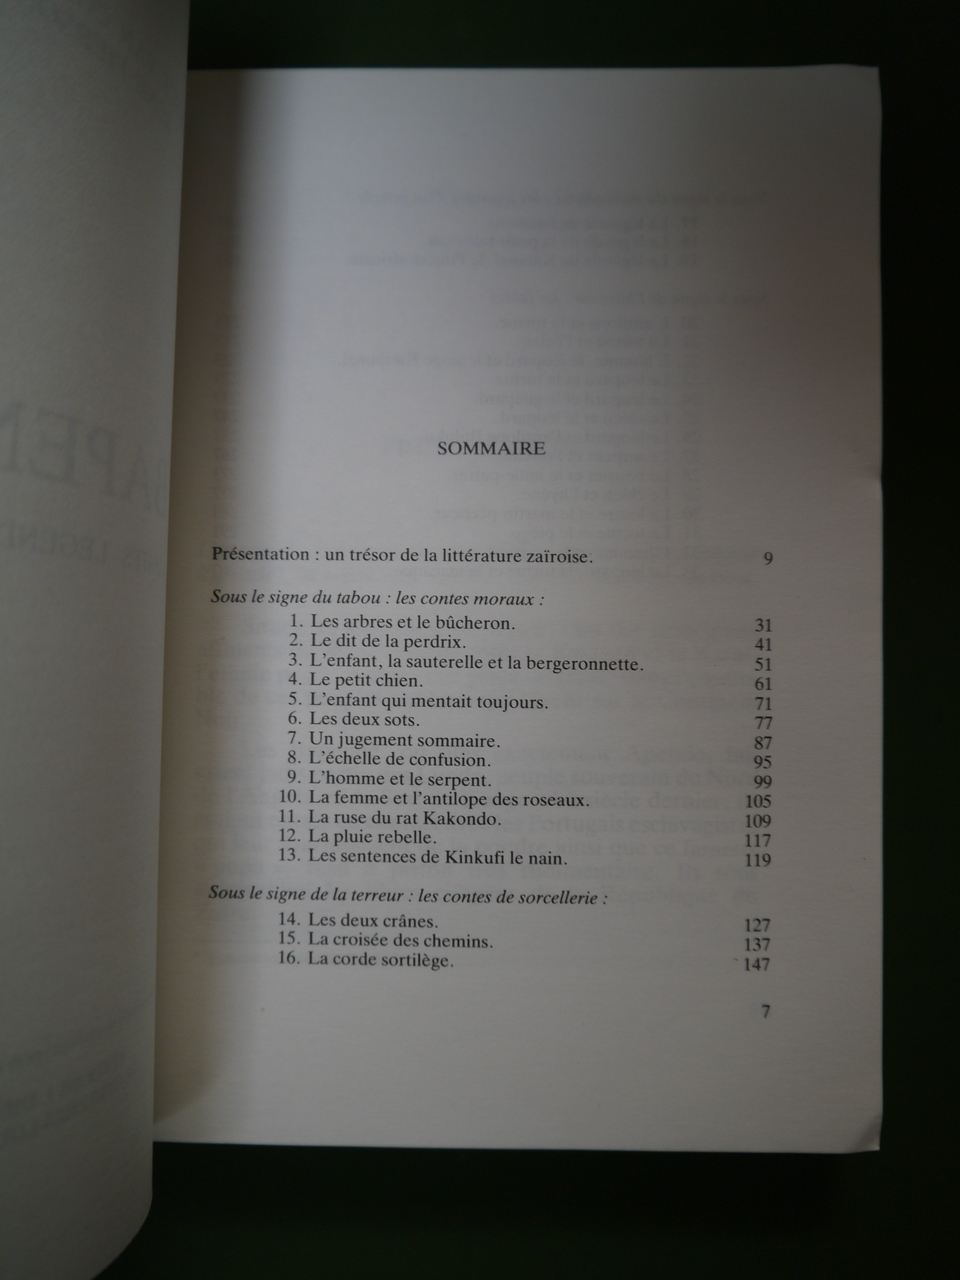 SOMMAIRE
Présentation : un trésor de la littérature zaïroise. 9
Sous le signe du tabou : les contes moraux :
1. Les arbres et le bûcheron. 31
2. Le dit de la perdrix. 41
3. L'enfant, la sauterelle et la bergeronnette. 51
4. Le petit chien. 61
5. L'enfant qui mentait toujours. 71
6. Les deux sots. 77
7. Un jugement sommaire. 87
8. L'échelle de confusion. 95
9. L'homme et le serpent. 99
10. La femme et l'antilope des roseaux. 105
11. La ruse du rat Kakondo. 109
12. La pluie rebelle. 117
13. Les sentences de Kinkufi le nain. 119
Sous le signe de la terreur : les contes de sorcellerie :
14. Les deux crânes. 127
15. La croisée des chemins. 137
16. La corde sortilège. 147
7